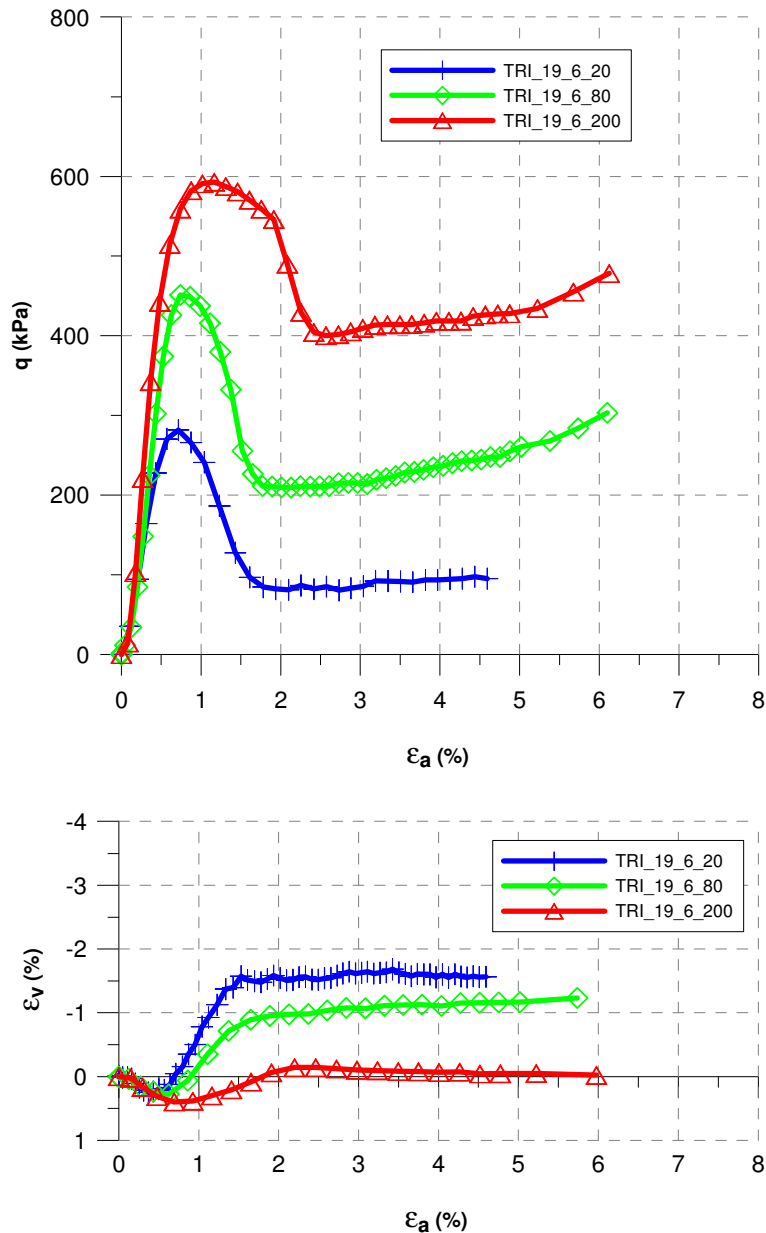 800
600
400
200
0
q (kPa)
TRI_19_6_20
TRI_19_6_80
TRI_19_6_200
0 1 2 3 4 5 6 7 8
εa (%)
-4
-3
-2
-1
0
1
εv (%)
TRI_19_6_20
TRI_19_6_80
TRI_19_6_200
0 1 2 3 4 5 6 7 8
εa (%)